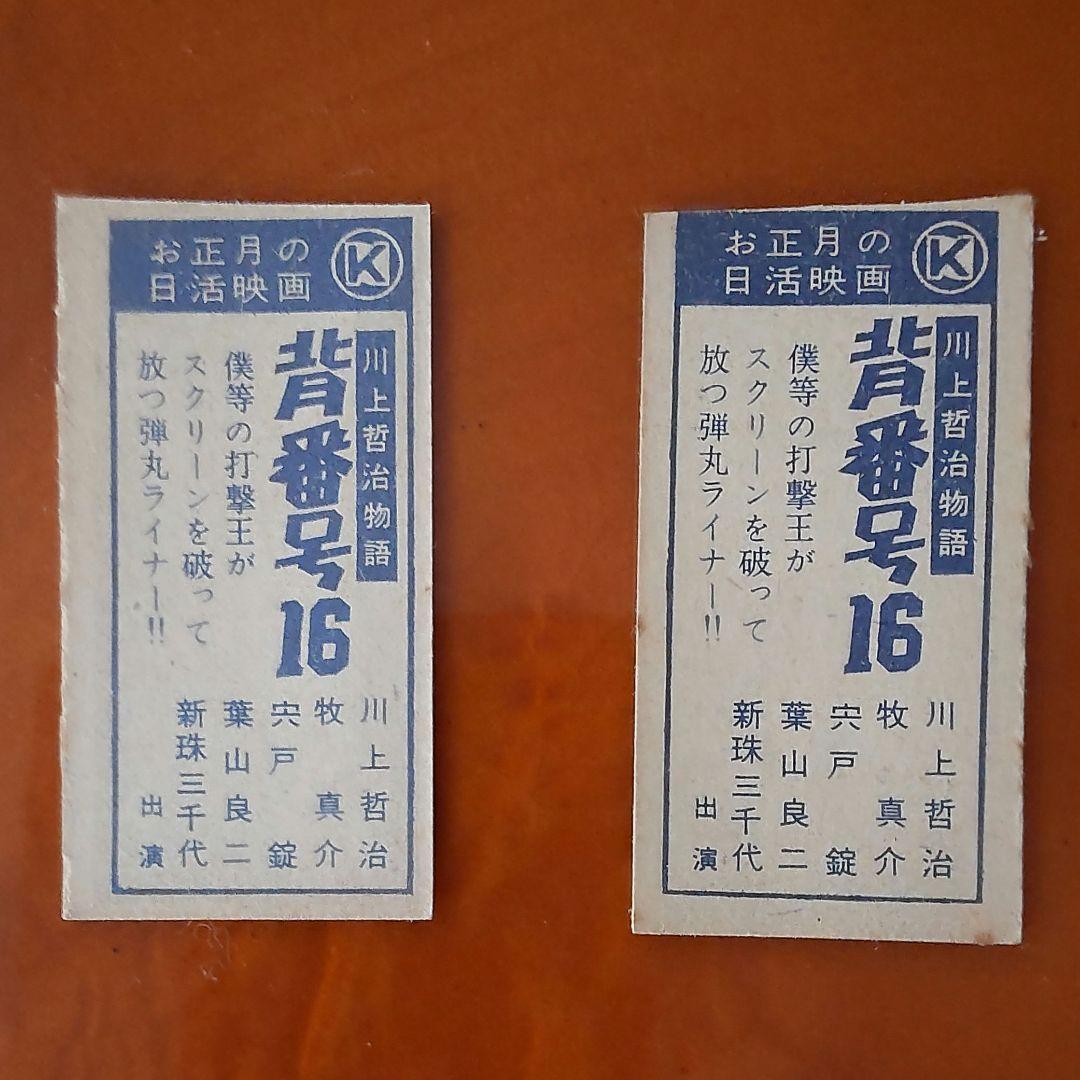 お正月の
日活映画
K
川上哲治物語
背番号16
僕等の打撃王が
スクリーンを破って
放つ弾丸ライナー!!
川上哲治
牧真介
宍戸錠
葉山良二
新珠三千代
出演
お正月の
日活映画
K
川上哲治物語
背番号16
僕等の打撃王が
スクリーンを破って
放つ弾丸ライナー!!
川上哲治
牧真介
宍戸錠
葉山良二
新珠三千代
出演